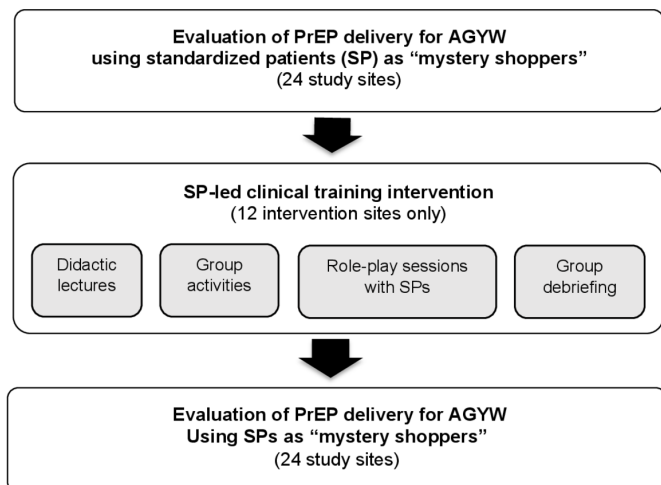 Evaluation of PrEP delivery for AGYW
using standardized patients (SP) as “mystery shoppers”
(24 study sites)
SP-led clinical training intervention
(12 intervention sites only)
Didactic
lectures
Group
activities
Role-play sessions
with SPs
Group
debriefing
Evaluation of PrEP delivery for AGYW
Using SPs as “mystery shoppers”
(24 study sites)